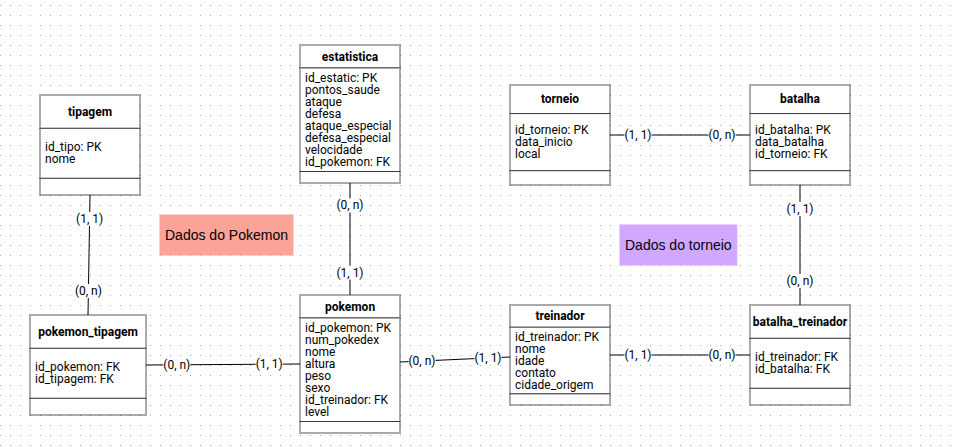 estatistica
id_estatic: PK
pontos_saude
ataque
defesa
ataque_especial
defesa_especial
velocidade
id_pokemon: FK
tipagem
id_tipo: PK
nome
torneio
id_torneio: PK
data_inicio
local
(1, 1)
(0, n)
batalha
id_batalha: PK
data_batalha
id_torneio: FK
(0, n)
(1, 1)
(1, 1)
Dados do Pokemon
Dados do torneio
(1, 1)
(0, n)
(0, n)
pokemon_tipagem
id_pokemon: FK
id_tipagem: FK
(0, n)
(1, 1)
pokemon
id_pokemon: PK
num_pokedex
nome
altura
peso
sexo
id_treinador: FK
level
(0, n)
(1, 1)
treinador
id_treinador: PK
nome
idade
contato
cidade_origem
(1, 1)
(0, n)
batalha_treinador
id_treinador: FK
id_batalha: FK